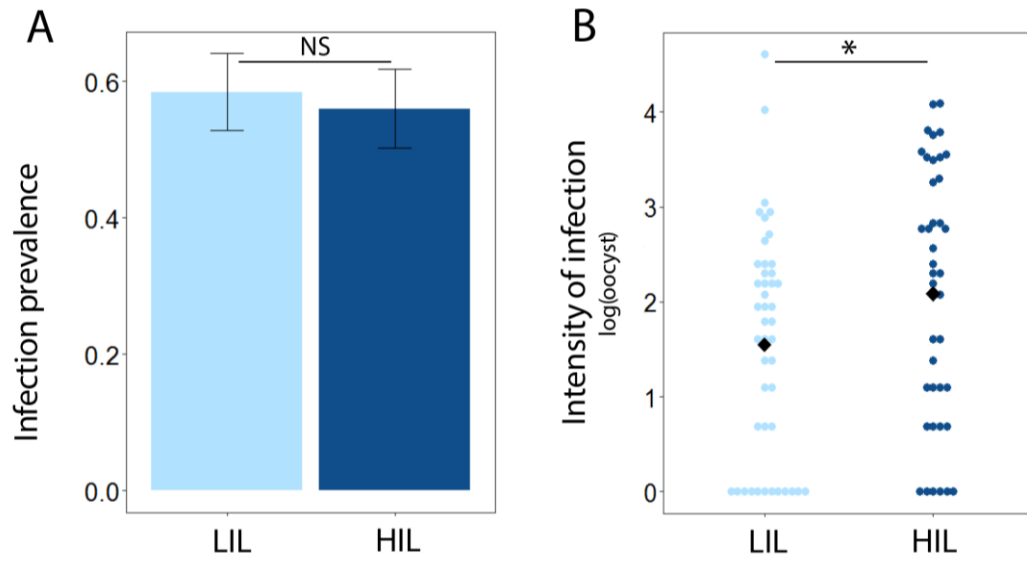 A
NS
Infection prevalence
0.6
0.4
0.2
0.0
LIL
HIL
B
*
Intensity of infection
log(oocyst)
4
3
2
1
0
LIL
HIL